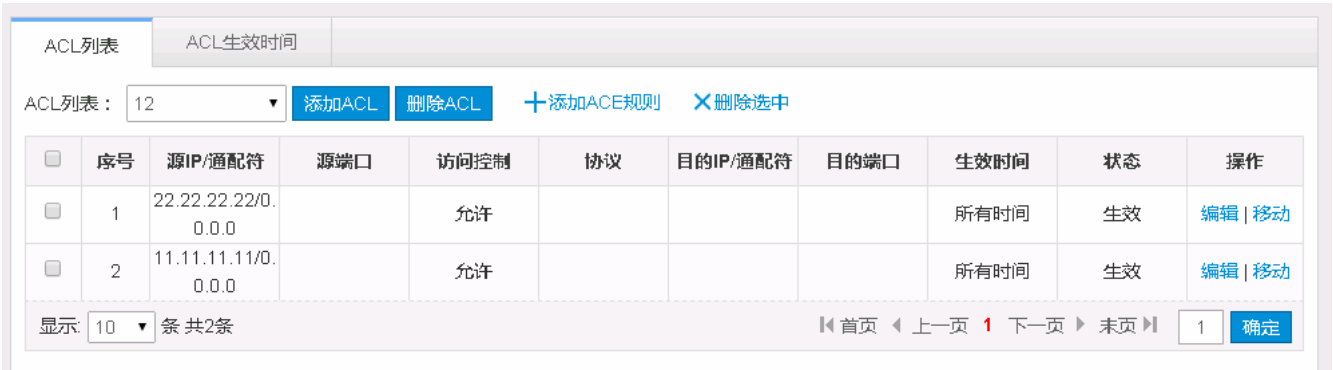 ACL列表 ACL生效时间
ACL列表： 12 添加ACL 删除ACL 添加ACE规则 删除选中
序号 源IP/通配符 源端口 访问控制 协议 目的IP/通配符 目的端口 生效时间 状态 操作
1 22.22.22.22/0.0.0.0 允许 所有时间 生效 编辑 | 移动
2 11.11.11.11/0.0.0.0 允许 所有时间 生效 编辑 | 移动
显示: 10 条 共2条 首页 上一页 1 下一页 末页 1 确定